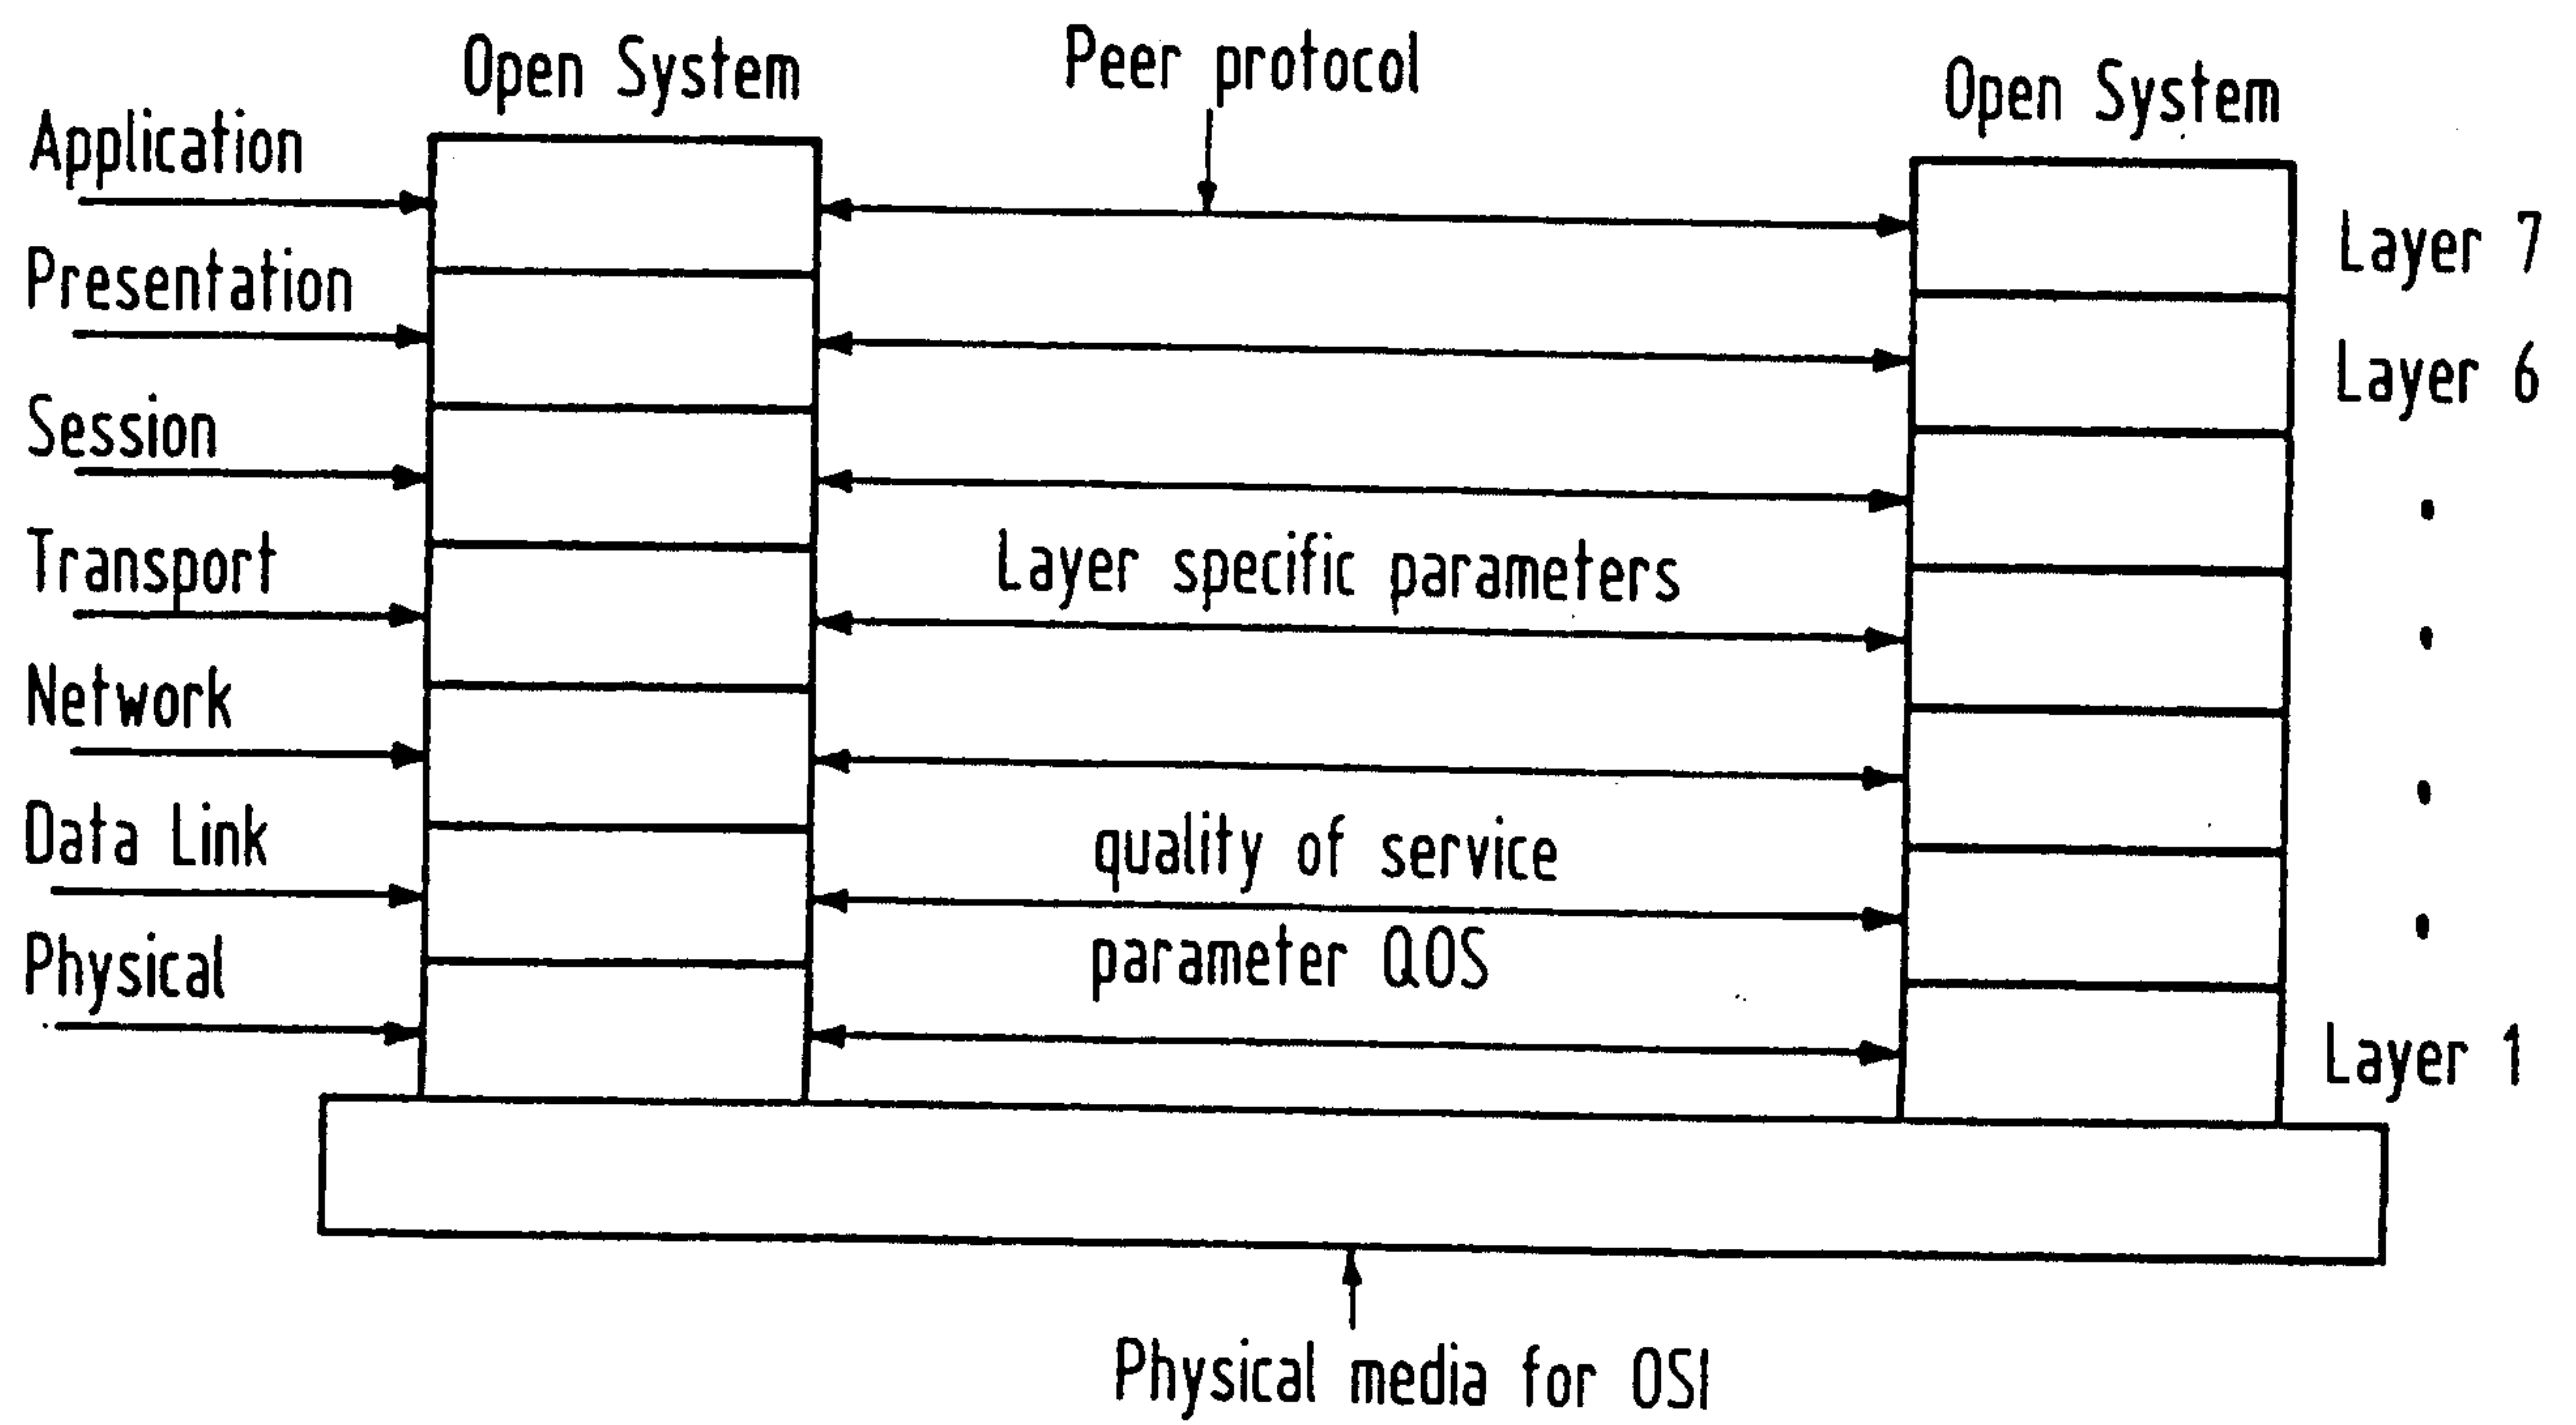 Open System
Peer protocol
Open System
Application
Presentation
Session
Transport
Network
Data Link
Physical
Layer specific parameters
quality of service
parameter QOS
Layer 7
Layer 6
Layer 1
Physical media for OSI